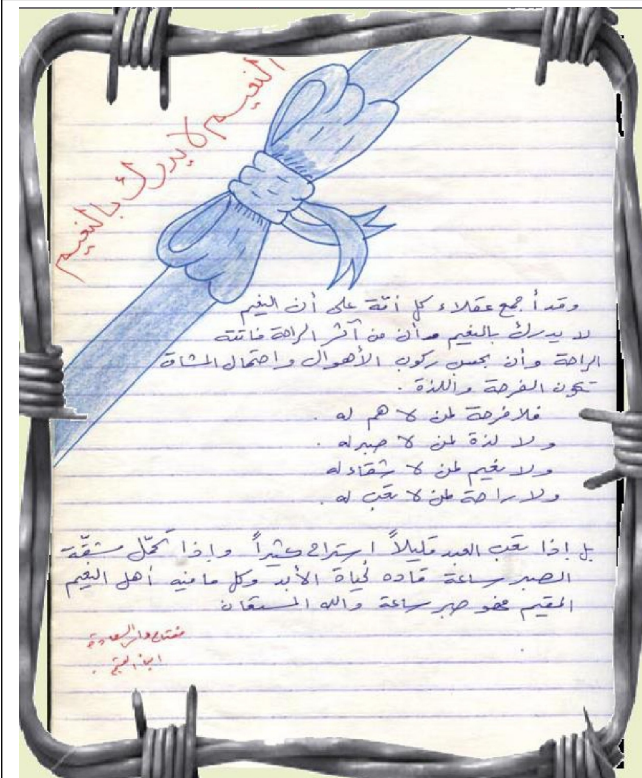 النعيم لا يدرك بالنعيم
وقد أجمع عقلاء كل أمّة على أن النعيم
لا يدرك بالنعيم وأن من آثر الراحة فاتته
الراحة وأن بحسب ركوب الأهوال واحتمال المشاق
تكون الفرحة واللذة .
فلا فرحة لمن لا هم له .
ولا لذة لمن لا صبر له .
ولا نعيم لمن لا شقاء له
ولا راحة لمن لا تعب له .
بل إذا تعب العبد قليلاً استراح كثيراً وإذا تحمّل مشقّة
الصبر ساعة قاده لحياة الأبد وكل ما فيه أهل النعيم
المقيم فهو صبر ساعة والله المستعان
مفتاح دار السعادة
ابن القيم .